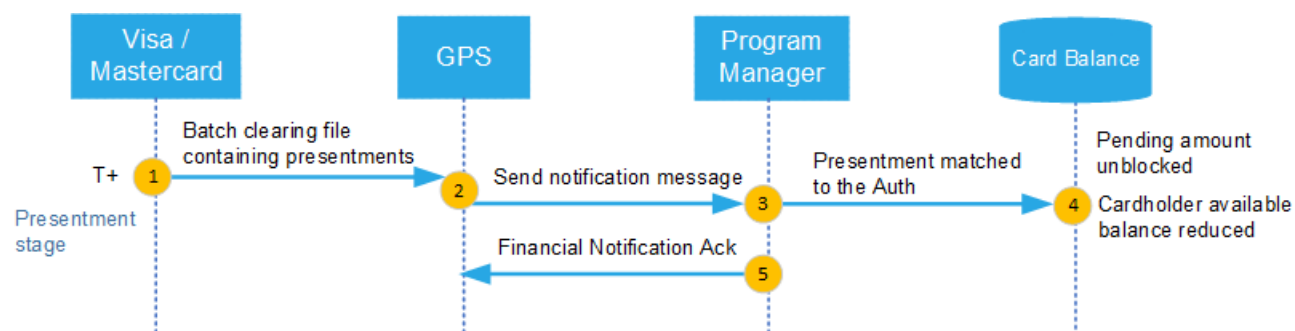 Visa /
Mastercard
GPS
Program
Manager
Card Balance
Batch clearing file
containing presentments
T+
1
Presentment
stage
2
Send notification message
3
Presentment matched
to the Auth
4
Pending amount
unblocked
Cardholder available
balance reduced
Financial Notification Ack
5